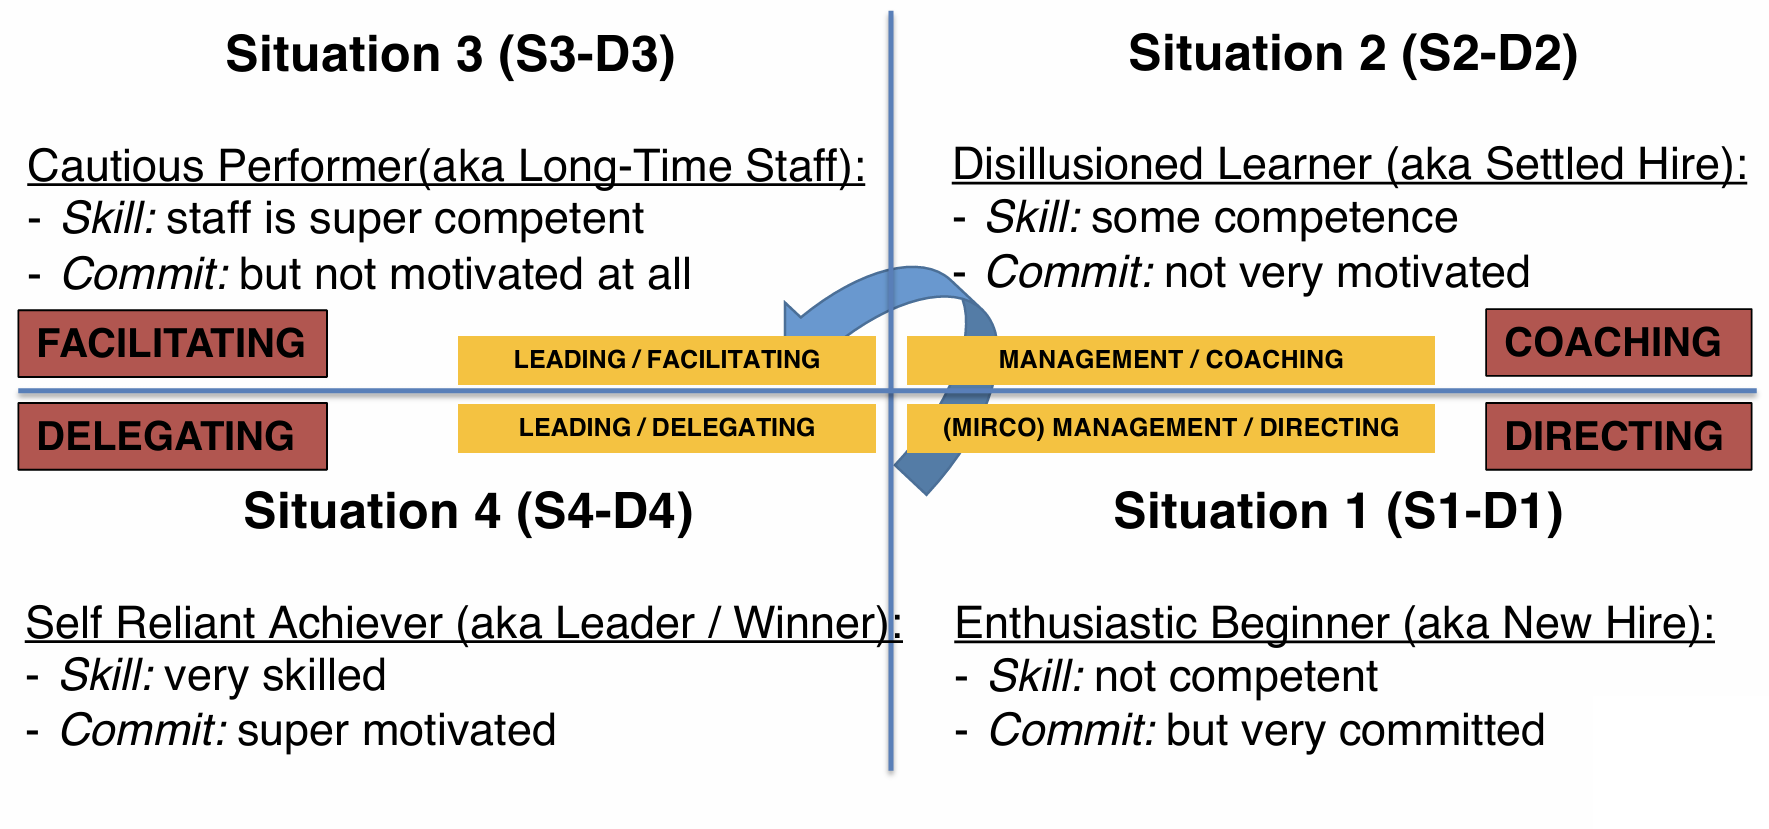 Situation 3 (S3-D3)
Cautious Performer(aka Long-Time Staff):
- Skill: staff is super competent
- Commit: but not motivated at all
FACILITATING
LEADING / FACILITATING
Situation 2 (S2-D2)
Disillusioned Learner (aka Settled Hire):
- Skill: some competence
- Commit: not very motivated
MANAGEMENT / COACHING
COACHING
DELEGATING
LEADING / DELEGATING
Situation 4 (S4-D4)
Self Reliant Achiever (aka Leader / Winner):
- Skill: very skilled
- Commit: super motivated
(MIRCO) MANAGEMENT / DIRECTING
DIRECTING
Situation 1 (S1-D1)
Enthusiastic Beginner (aka New Hire):
- Skill: not competent
- Commit: but very committed